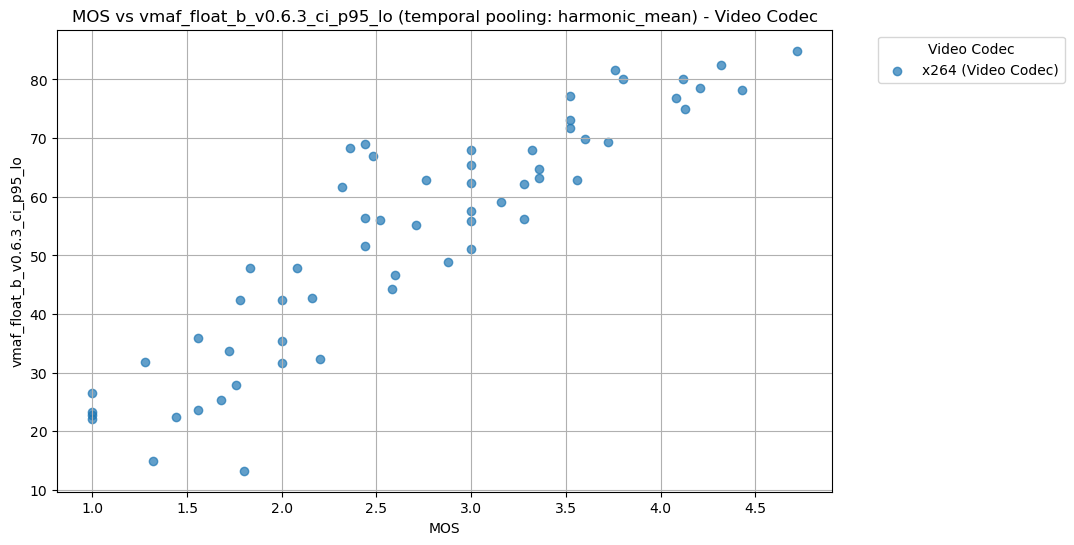 MOS vs vmaf_float_b_v0.6.3_ci_p95_lo (temporal pooling: harmonic_mean) - Video Codec
Video Codec
x264 (Video Codec)
vmaf_float_b_v0.6.3_ci_p95_lo
80
70
60
50
40
30
20
10
1.0 1.5 2.0 2.5 3.0 3.5 4.0 4.5
MOS